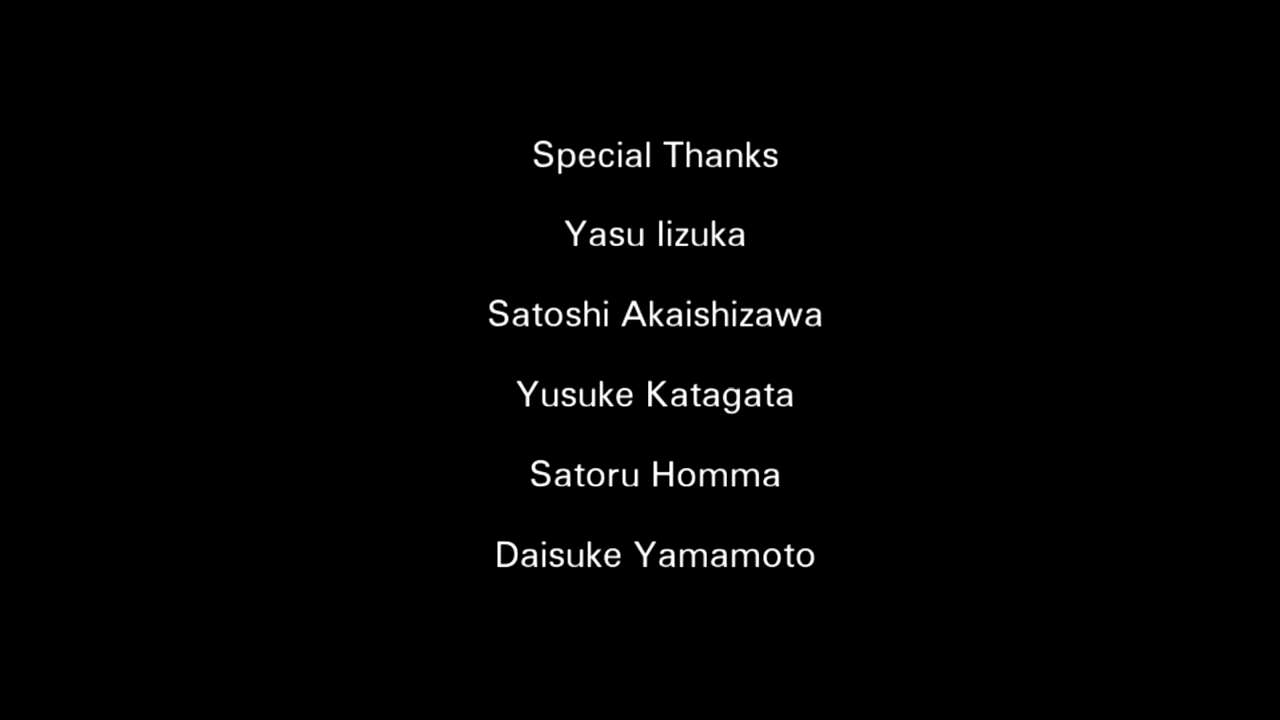 Special Thanks
Yasu Iizuka
Satoshi Akaishizawa
Yusuke Katagata
Satoru Homma
Daisuke Yamamoto